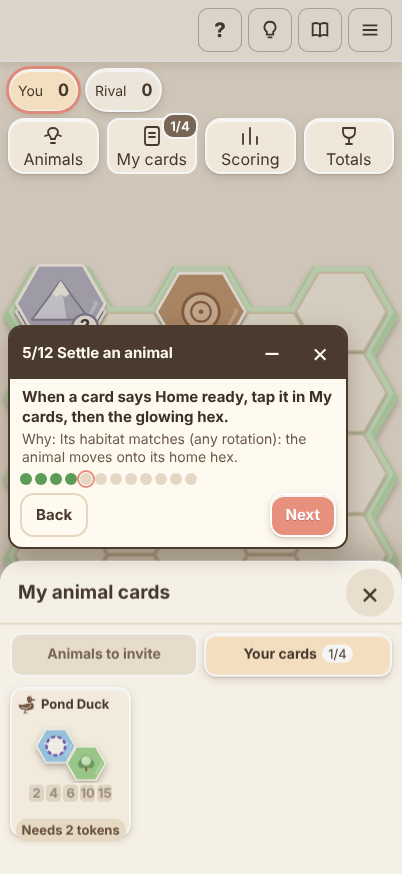 ?
You 0
Rival 0
Animals
1/4
My cards
Scoring
Totals
5/12 Settle an animal
When a card says Home ready, tap it in My
cards, then the glowing hex.
Why: Its habitat matches (any rotation): the
animal moves onto its home hex.
Back
Next
My animal cards
Animals to invite
Your cards 1/4
Pond Duck
2 4 6 10 15
Needs 2 tokens